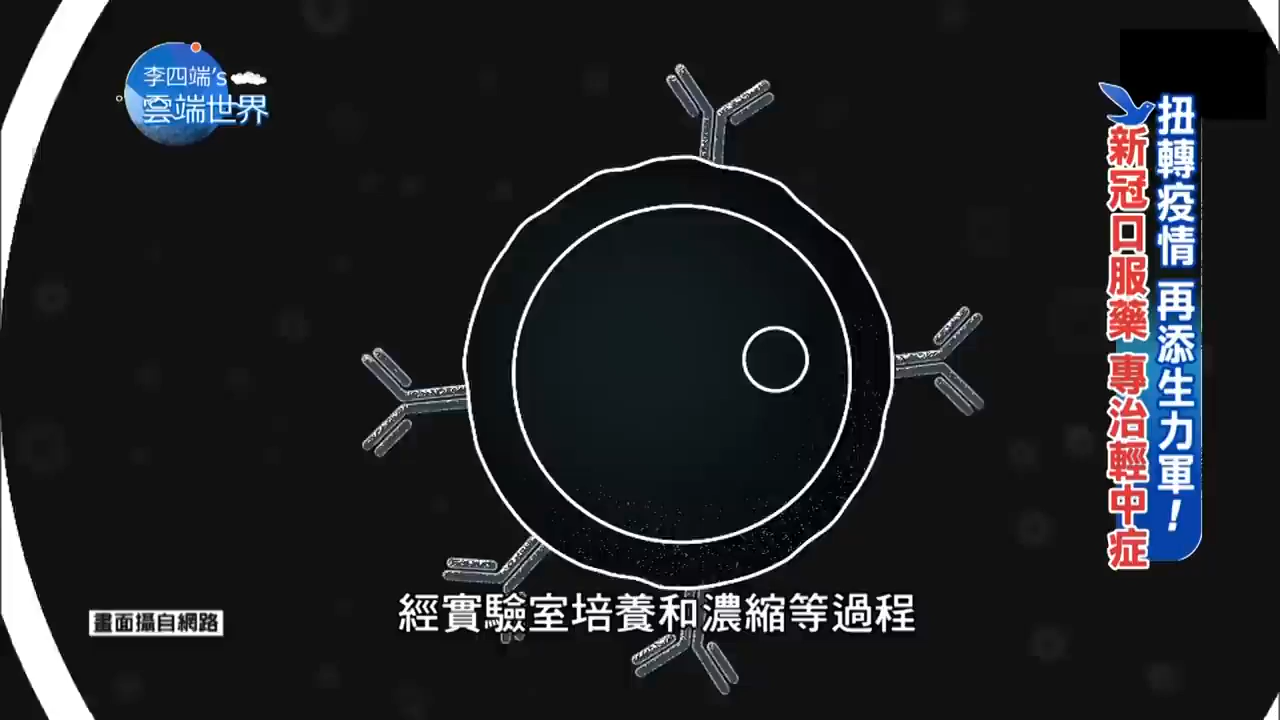 李四端's
雲端世界
扭轉疫情 再添生力軍!
新冠口服藥 專治輕中症
畫面攝自網路
經實驗室培養和濃縮等過程